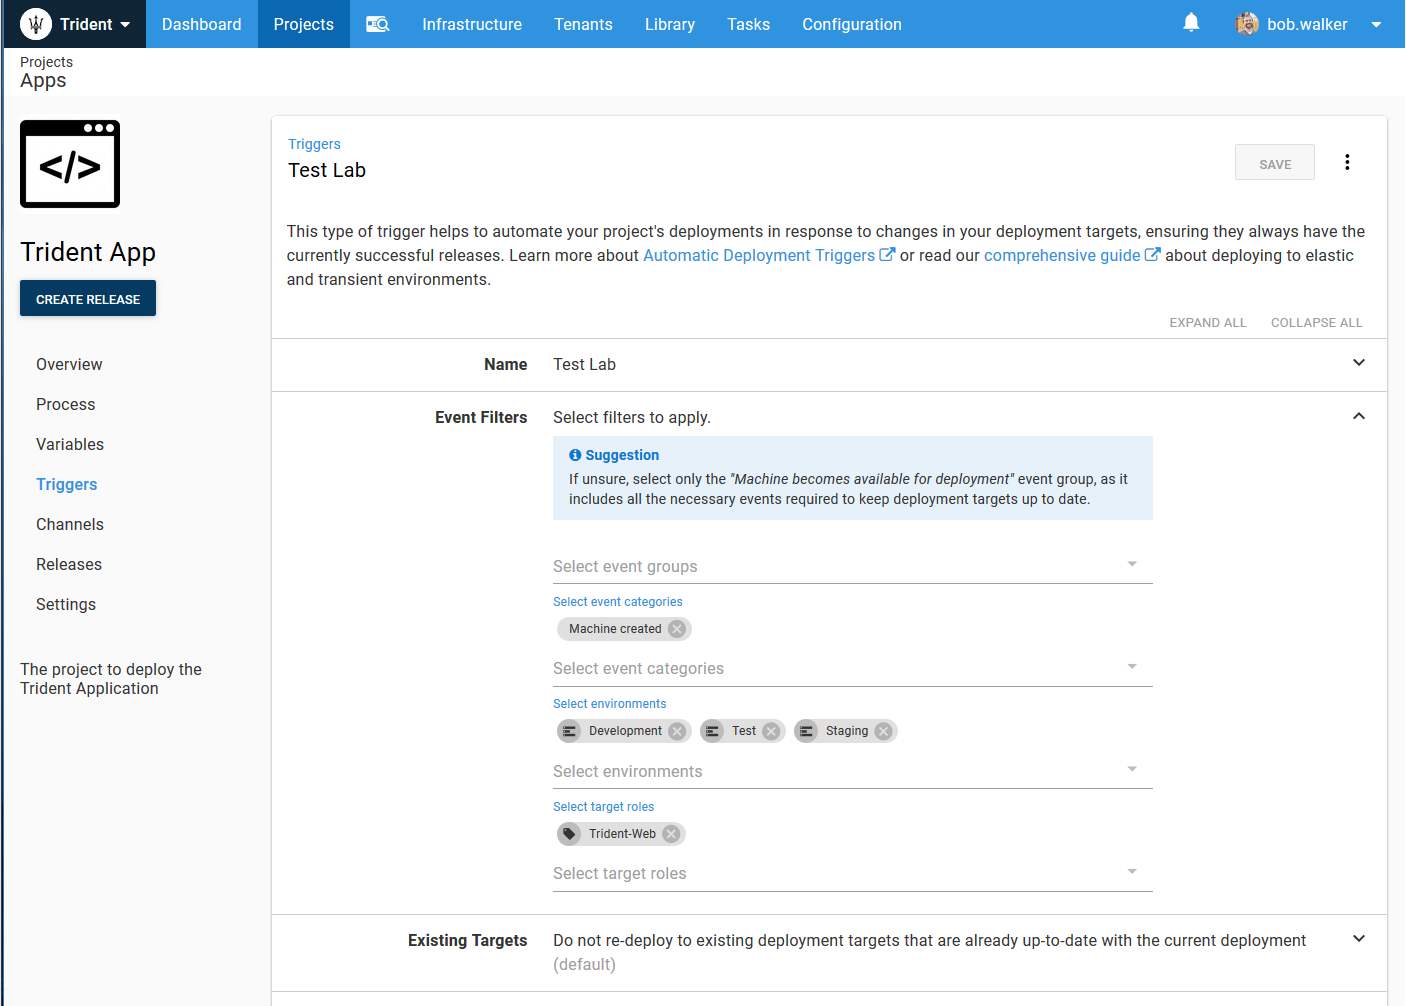 Trident
Dashboard
Projects
Infrastructure
Tenants
Library
Tasks
Configuration
bob.walker
Projects
Apps
</>
Trident App
CREATE RELEASE
Overview
Process
Variables
Triggers
Channels
Releases
Settings
The project to deploy the
Trident Application
Triggers
Test Lab
SAVE
This type of trigger helps to automate your project's deployments in response to changes in your deployment targets, ensuring they always have the
currently successful releases. Learn more about Automatic Deployment Triggers or read our comprehensive guide about deploying to elastic
and transient environments.
EXPAND ALL
COLLAPSE ALL
Name
Test Lab
Event Filters
Select filters to apply.
Suggestion
If unsure, select only the "Machine becomes available for deployment" event group, as it
includes all the necessary events required to keep deployment targets up to date.
Select event groups
Select event categories
Machine created
Select event categories
Select environments
Development
Test
Staging
Select environments
Select target roles
Trident-Web
Select target roles
Existing Targets
Do not re-deploy to existing deployment targets that are already up-to-date with the current deployment
(default)